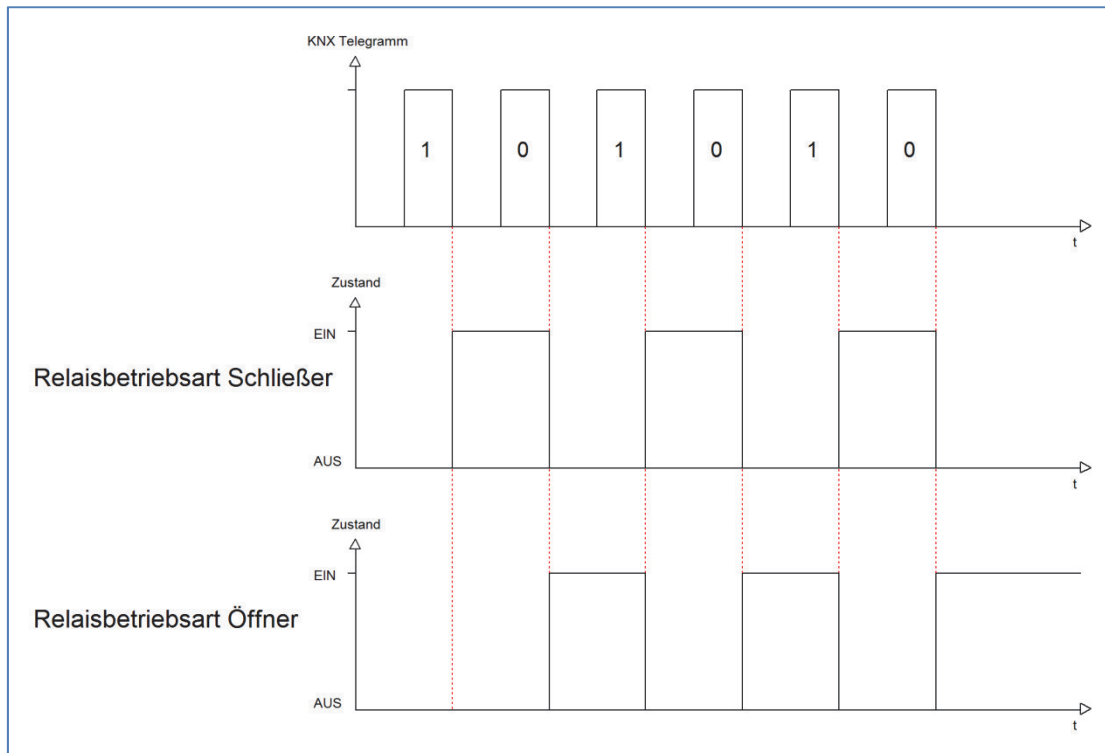 KNX Telegramm
1 0 1 0 1 0
t
Zustand
EIN
Relaisbetriebsart Schließer
AUS
t
Zustand
EIN
Relaisbetriebsart Öffner
AUS
t